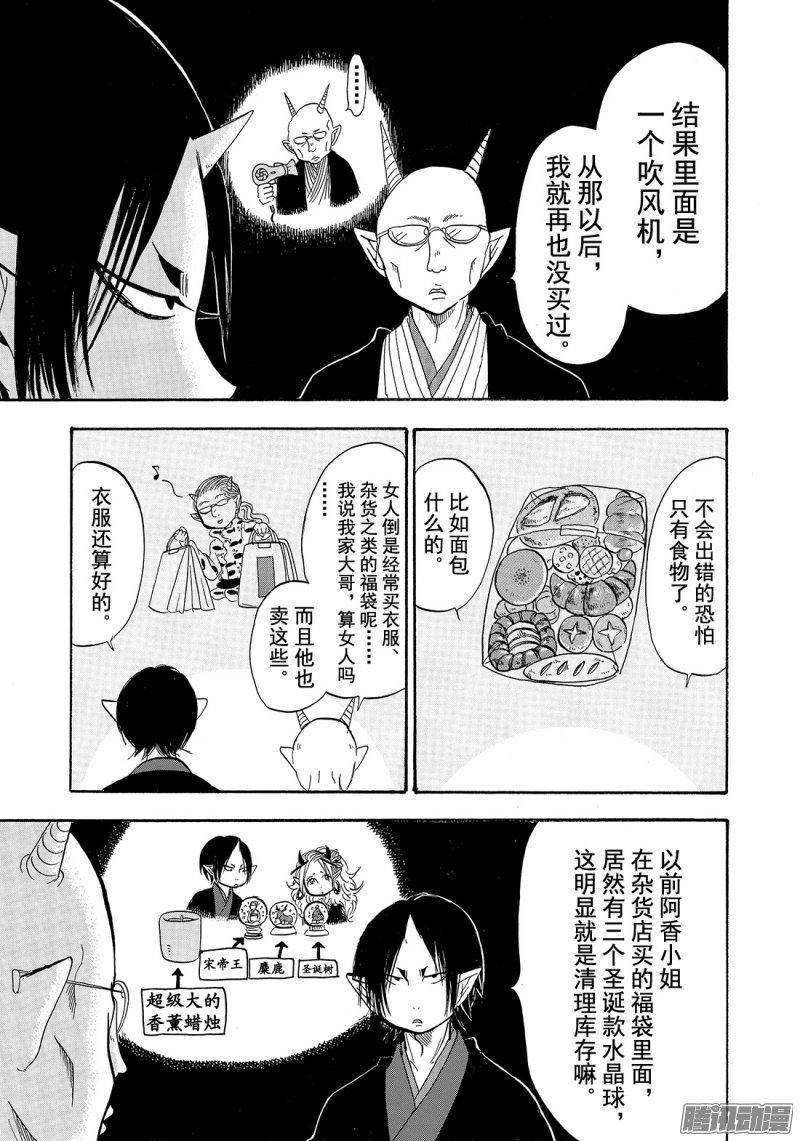 结果里面是
一个吹风机，
从那以后，
我就再也没买过。
……
不会出错的恐怕
只有食物了。
比如面包
什么的。
女人倒是经常买衣服、
杂货之类的福袋呢……
……
我说我家大哥，算女人吗
而且他也
卖这些。
衣服还算好的。
以前阿香小姐
在杂货店买的福袋里面，
居然有三个圣诞款水晶球，
这明显就是清理库存嘛。
宋帝王
麋鹿
圣诞树
超级大的
香薰蜡烛
腾讯动漫